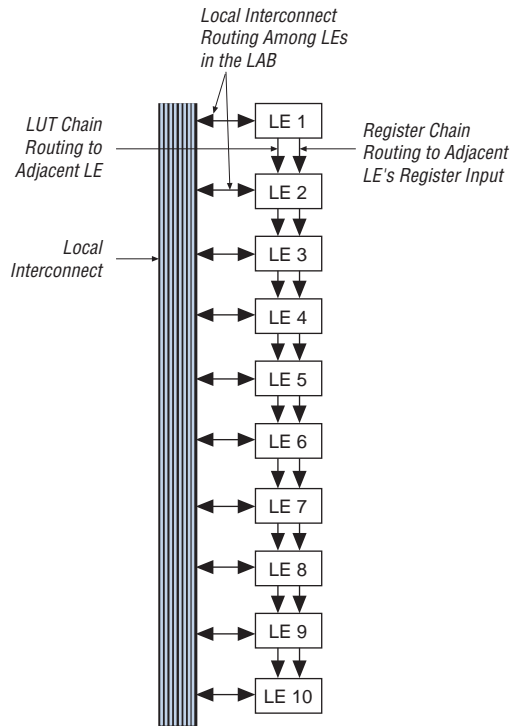 Local Interconnect
Routing Among LEs
in the LAB
LUT Chain
Routing to
Adjacent LE
Register Chain
Routing to Adjacent
LE's Register Input
Local
Interconnect
LE 1
LE 2
LE 3
LE 4
LE 5
LE 6
LE 7
LE 8
LE 9
LE 10